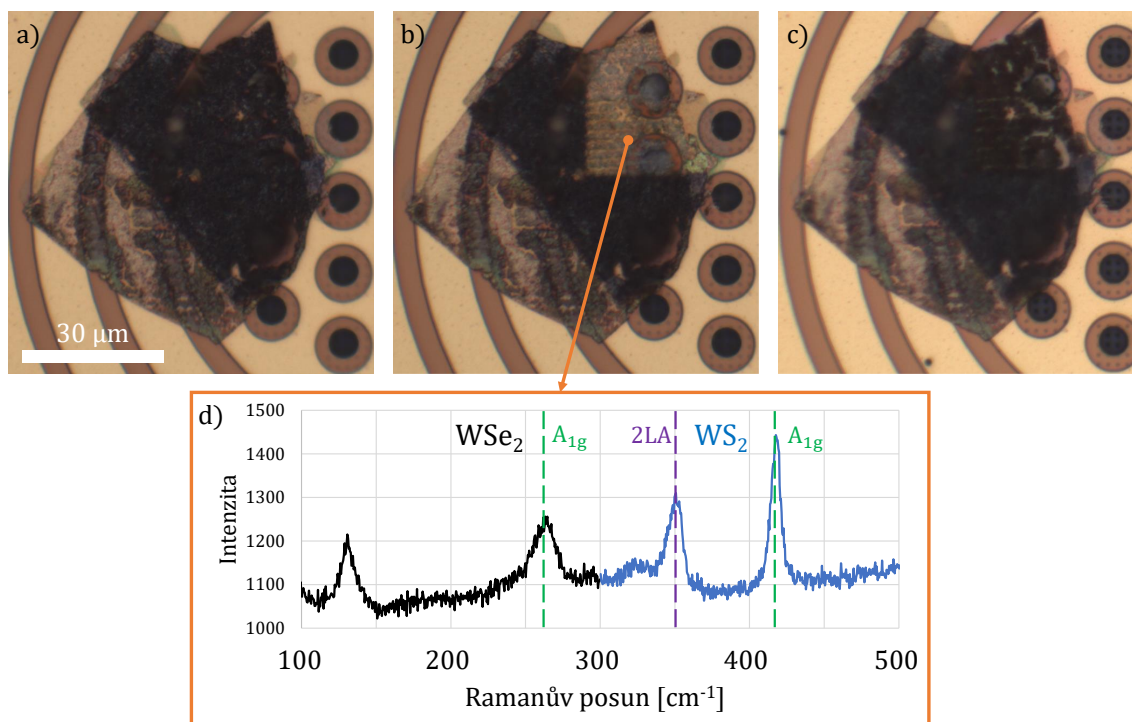 a)
b)
c)
30 µm
d)
WSe₂
A₁g
2LA
WS₂
A₁g
Intenzita
1500
1400
1300
1200
1100
1000
100
200
300
400
500
Ramanův posun [cm⁻¹]